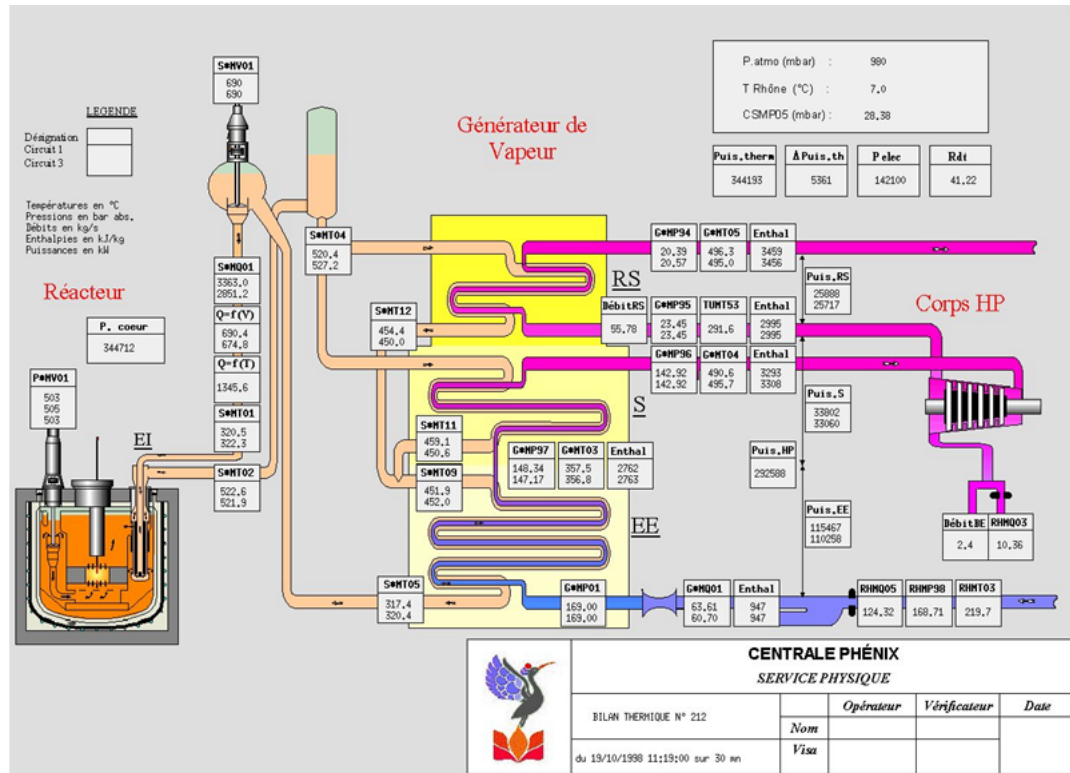 S*MV01
690
690
LEGENDE
Désignation
Circuit 1
Circuit 3
Températures en °C
Pressions en bar abs.
Débits en kg/s
Enthalpies en kJ/kg
Puissances en kW
Réacteur
P. coeur
344712
P*MV01
503
505
503
EI
S*MQ01
3363.0
2851.2
Q=f(V)
690.4
674.8
Q=f(T)
1345.6
S*MT01
320.5
322.3
S*MT02
522.6
521.9
Générateur de
Vapeur
P.atmo (mbar) : 980
T Rhône (°C) : 7.0
CSMP05 (mbar) : 28.38
Puis.therm
344193
ΔPuis.th
5361
P elec
142100
Rdt
41.22
S*MT04
520.4
527.2
G*MP94
20.39
20.57
G*MT05
496.3
495.0
Enthal
3459
3456
RS
Puis.RS
25888
25717
Corps HP
S*MT12
454.4
450.0
DébitRS
55.78
G*MP95
23.45
23.45
TUMT53
291.6
Enthal
2995
2995
G*MP96
142.92
142.92
G*MT04
490.6
495.7
Enthal
3293
3308
S
Puis.S
33802
33060
S*MT11
459.1
450.6
G*MP97
148.34
147.17
G*MT03
357.5
356.8
Enthal
2762
2763
Puis.HP
292588
S*MT09
451.9
452.0
EE
Puis.EE
115467
110258
DébitBE
2.4
RHMQ03
10.36
S*MT05
317.4
320.4
G*MP01
169.00
169.00
G*MQ01
63.61
60.70
Enthal
947
947
RHMQ05
124.32
RHMP98
168.71
RHMT03
219.7
CENTRALE PHÉNIX
SERVICE PHYSIQUE
BILAN THERMIQUE N° 212
du 19/10/1998 11:19:00 sur 30 mn
Opérateur
Vérificateur
Date
Nom
Visa